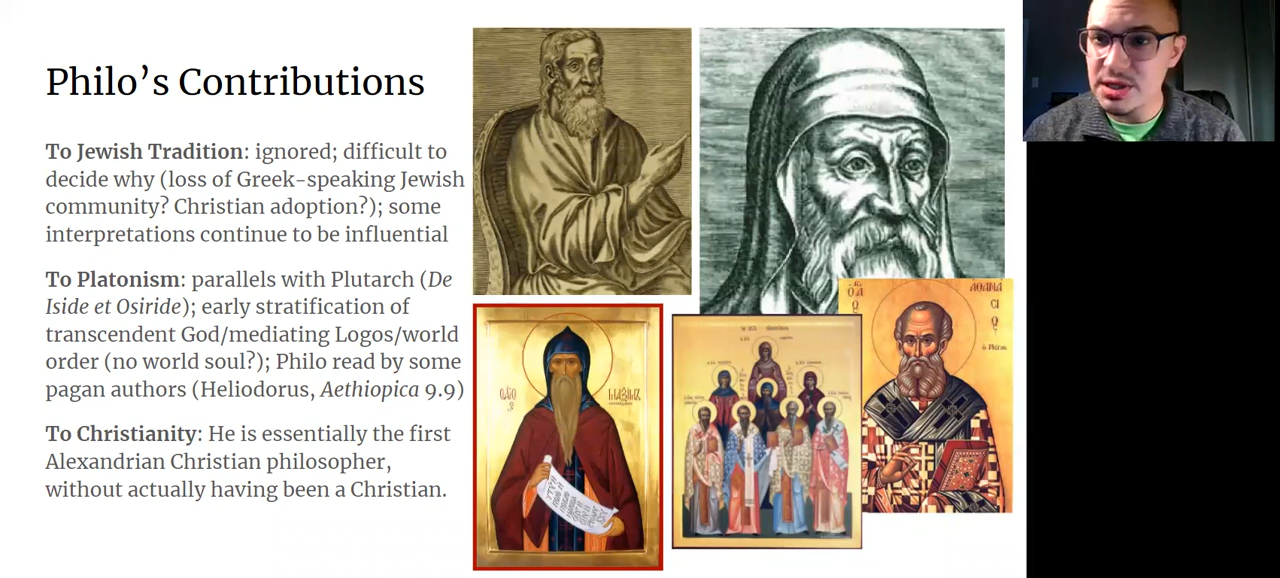 Philo’s Contributions
To Jewish Tradition: ignored; difficult to
decide why (loss of Greek-speaking Jewish
community? Christian adoption?); some
interpretations continue to be influential
To Platonism: parallels with Plutarch (De
Iside et Osiride); early stratification of
transcendent God/mediating Logos/world
order (no world soul?); Philo read by some
pagan authors (Heliodorus, Aethiopica 9.9)
To Christianity: He is essentially the first
Alexandrian Christian philosopher,
without actually having been a Christian.
ΑΘΑΝΑ
ΣΙ
Ο